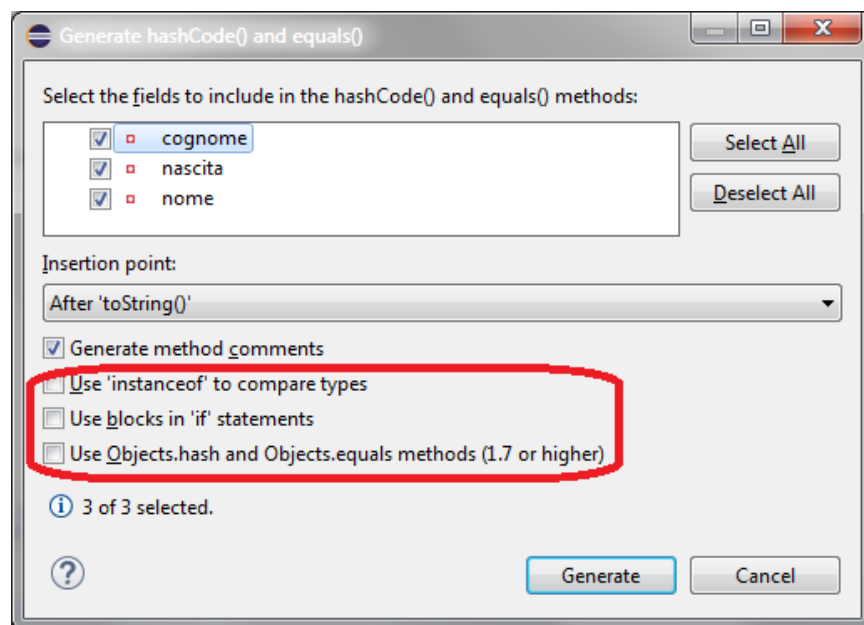 Generate hashCode() and equals()
Select the fields to include in the hashCode() and equals() methods:
cognome
nascita
nome
Select All
Deselect All
Insertion point:
After 'toString()'
Generate method comments
Use 'instanceof' to compare types
Use blocks in 'if' statements
Use Objects.hash and Objects.equals methods (1.7 or higher)
3 of 3 selected.
Generate
Cancel